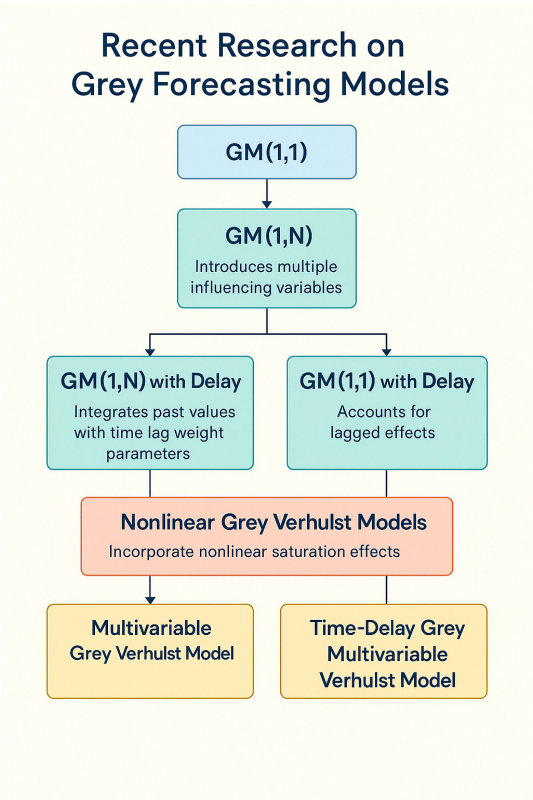 Recent Research on
Grey Forecasting Models
GM(1,1)
GM(1,N)
Introduces multiple
influencing variables
GM(1,N) with Delay
Integrates past values
with time lag weight
parameters
GM(1,1) with Delay
Accounts for
lagged effects
Nonlinear Grey Verhulst Models
Incorporate nonlinear saturation effects
Multivariable
Grey Verhulst Model
Time-Delay Grey
Multivariable
Verhulst Model